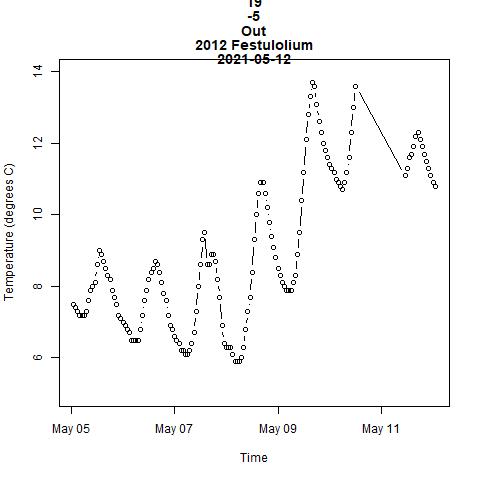 19
-5
Out
2012 Festulolium
2021-05-12
Temperature (degrees C)
14
12
10
8
6
May 05
May 07
May 09
May 11
Time